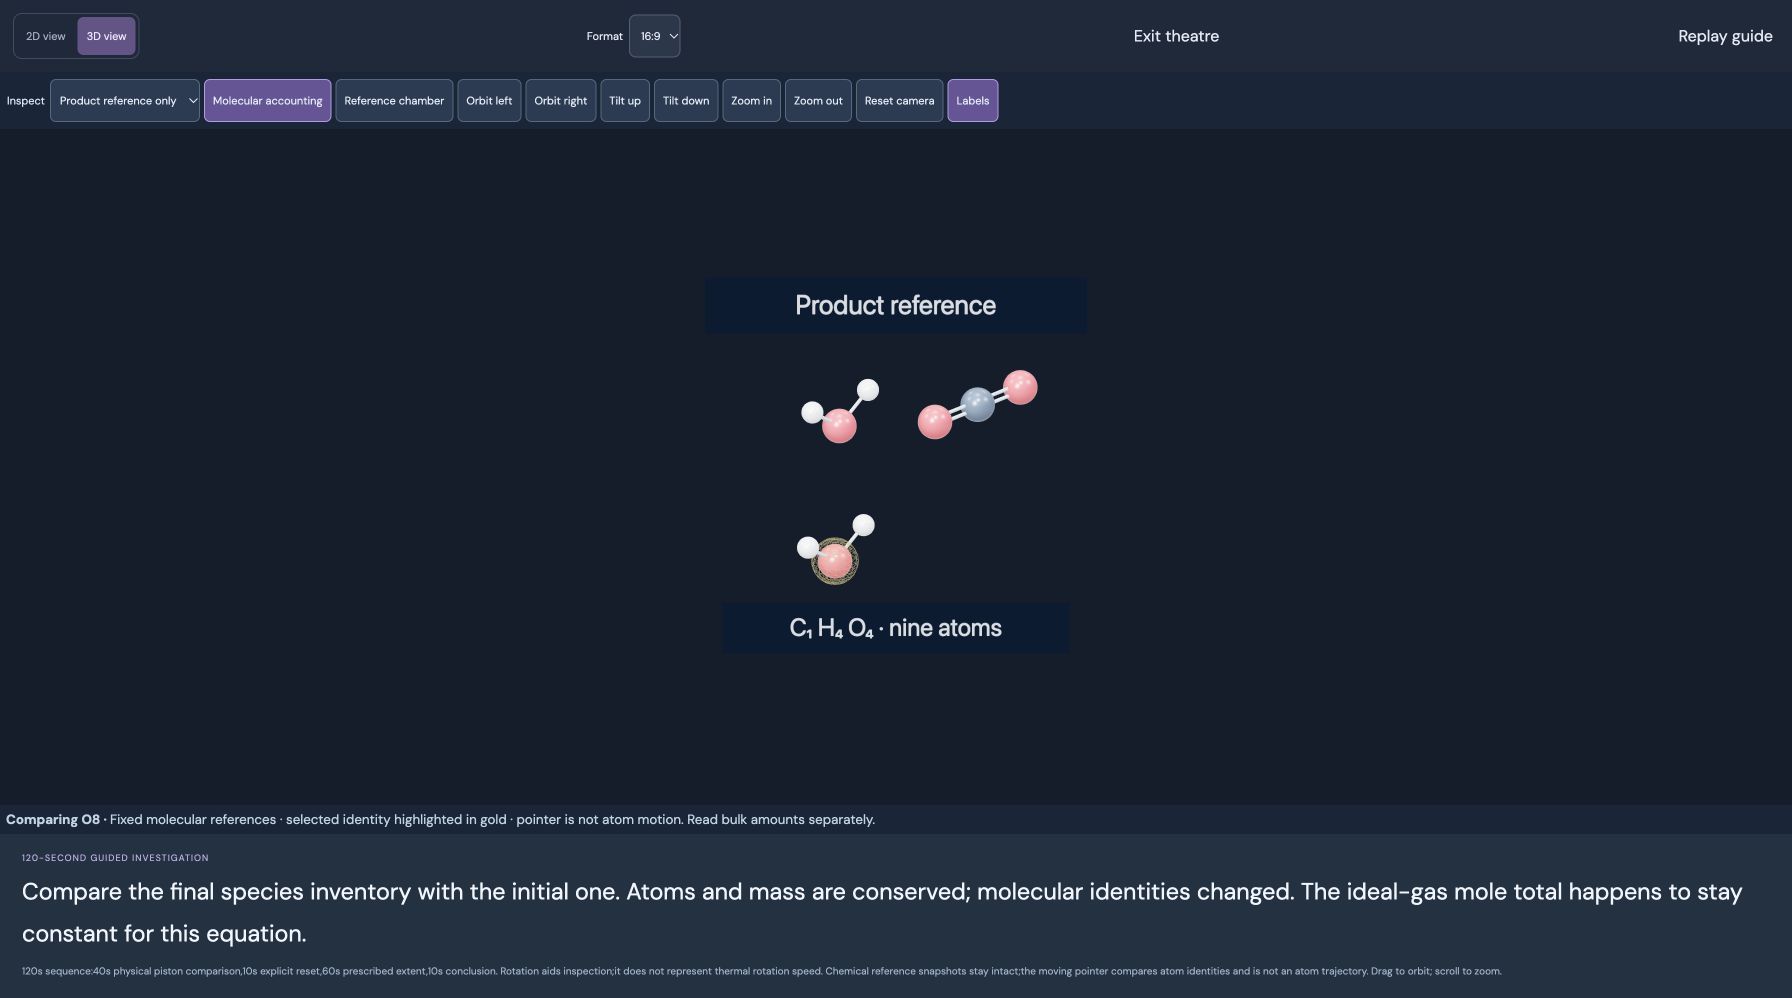 2D view 3D view Format 16:9 Exit theatre Replay guide
Inspect Product reference only Molecular accounting Reference chamber Orbit left Orbit right Tilt up Tilt down Zoom in Zoom out Reset camera Labels
Product reference
C₁ H₄ O₄ · nine atoms
Comparing O8 · Fixed molecular references · selected identity highlighted in gold · pointer is not atom motion. Read bulk amounts separately.
120-SECOND GUIDED INVESTIGATION
Compare the final species inventory with the initial one. Atoms and mass are conserved; molecular identities changed. The ideal-gas mole total happens to stay
constant for this equation.
120s sequence:40s physical piston comparison,10s explicit reset,60s prescribed extent,10s conclusion. Rotation aids inspection;it does not represent thermal rotation speed. Chemical reference snapshots stay intact;the moving pointer compares atom identities and is not an atom trajectory. Drag to orbit; scroll to zoom.